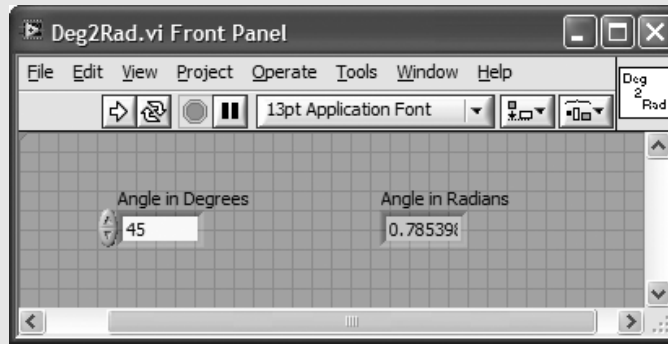 Deg2Rad.vi Front Panel
File Edit View Project Operate Tools Window Help
Deg
2
Rad
13pt Application Font
Angle in Degrees
Angle in Radians
45
0.785398